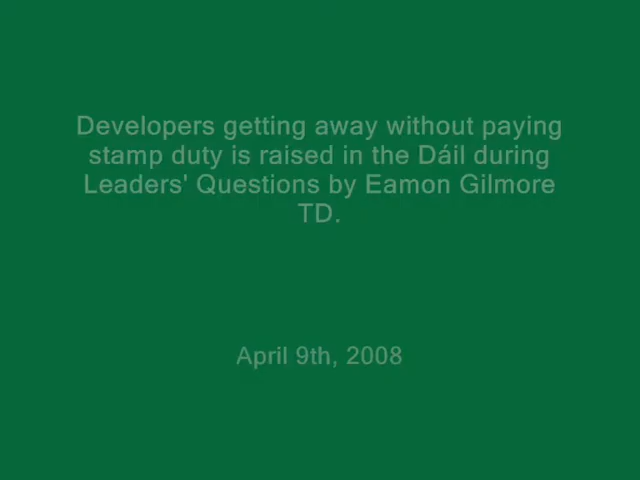 Developers getting away without paying
stamp duty is raised in the Dáil during
Leaders' Questions by Eamon Gilmore
TD.
April 9th, 2008